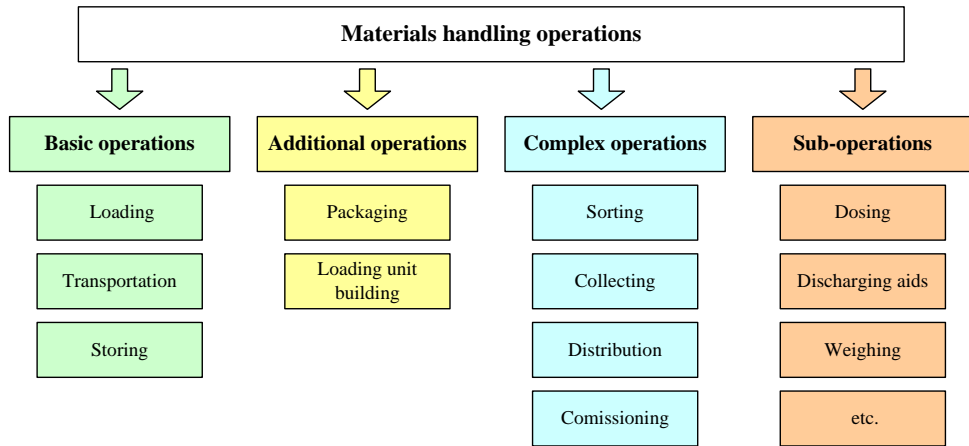 Materials handling operations
Basic operations
Loading
Transportation
Storing
Additional operations
Packaging
Loading unit
building
Complex operations
Sorting
Collecting
Distribution
Comissioning
Sub-operations
Dosing
Discharging aids
Weighing
etc.